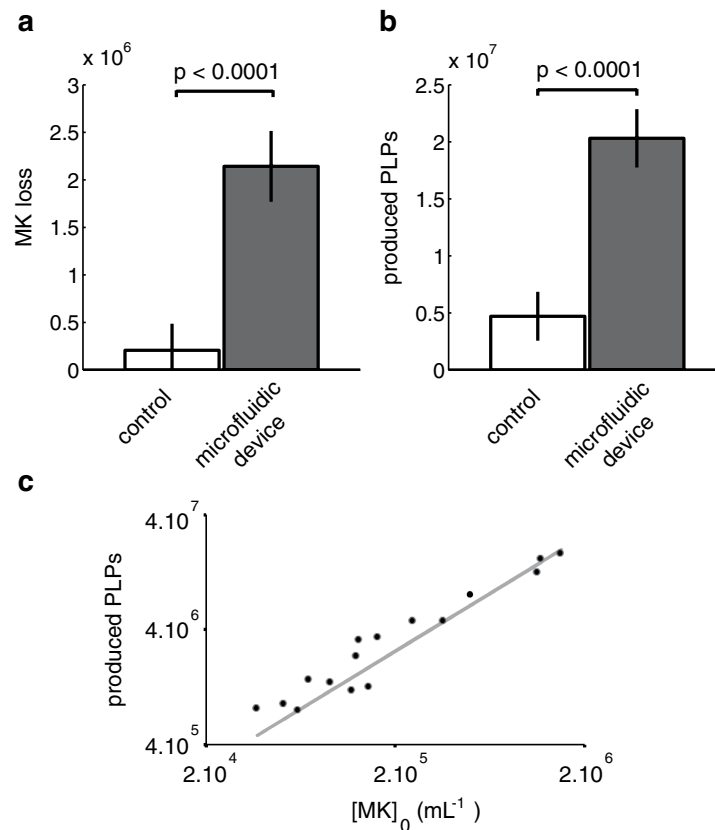 a
x 10^6
p < 0.0001
3
2.5
2
1.5
1
0.5
0
MK loss
control
microfluidic
device
b
x 10^7
p < 0.0001
2.5
2
1.5
1
0.5
0
produced PLPs
control
microfluidic
device
c
4.10^7
4.10^6
4.10^5
produced PLPs
2.10^4
2.10^5
2.10^6
[MK]_0 (mL^-1 )